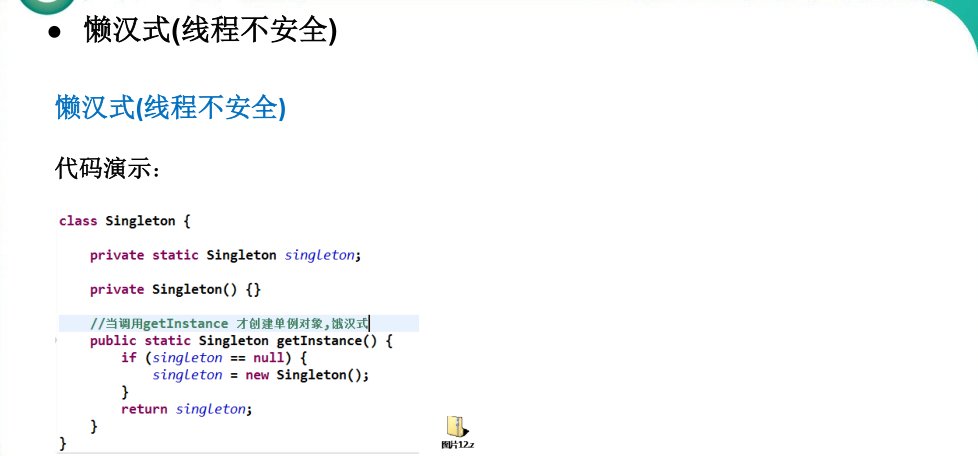 ● 懒汉式(线程不安全)
懒汉式(线程不安全)
代码演示：
class Singleton {
private static Singleton singleton;
private Singleton() {}
//当调用getInstance 才创建单例对象,饿汉式
public static Singleton getInstance() {
if (singleton == null) {
singleton = new Singleton();
}
return singleton;
}
}
图片12.z